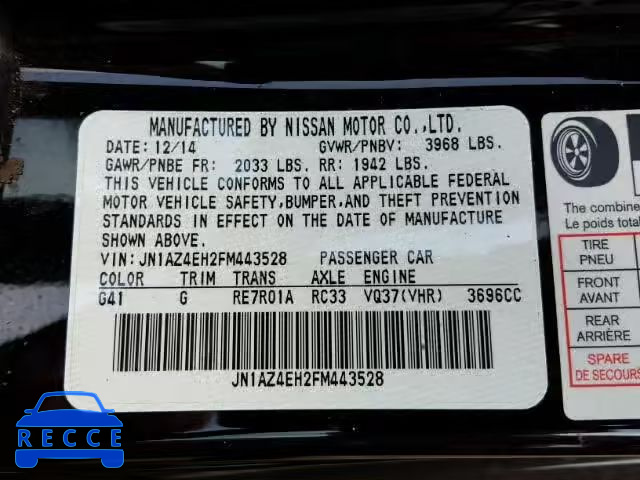 MANUFACTURED BY NISSAN MOTOR CO.,LTD.
DATE: 12/14 GVWR/PNBV: 3968 LBS.
GAWR/PNBE FR: 2033 LBS. RR: 1942 LBS.
THIS VEHICLE CONFORMS TO ALL APPLICABLE FEDERAL
MOTOR VEHICLE SAFETY,BUMPER,AND THEFT PREVENTION
STANDARDS IN EFFECT ON THE DATE OF MANUFACTURE
SHOWN ABOVE.
VIN: JN1AZ4EH2FM443528 PASSENGER CAR
COLOR TRIM TRANS AXLE ENGINE
G41 G RE7R01A RC33 VQ37(VHR) 3696CC
JN1AZ4EH2FM443528
The combine
Le poids total
TIRE
PNEU
FRONT
AVANT
REAR
ARRIÈRE
SPARE
DE SECOURS
RECCE